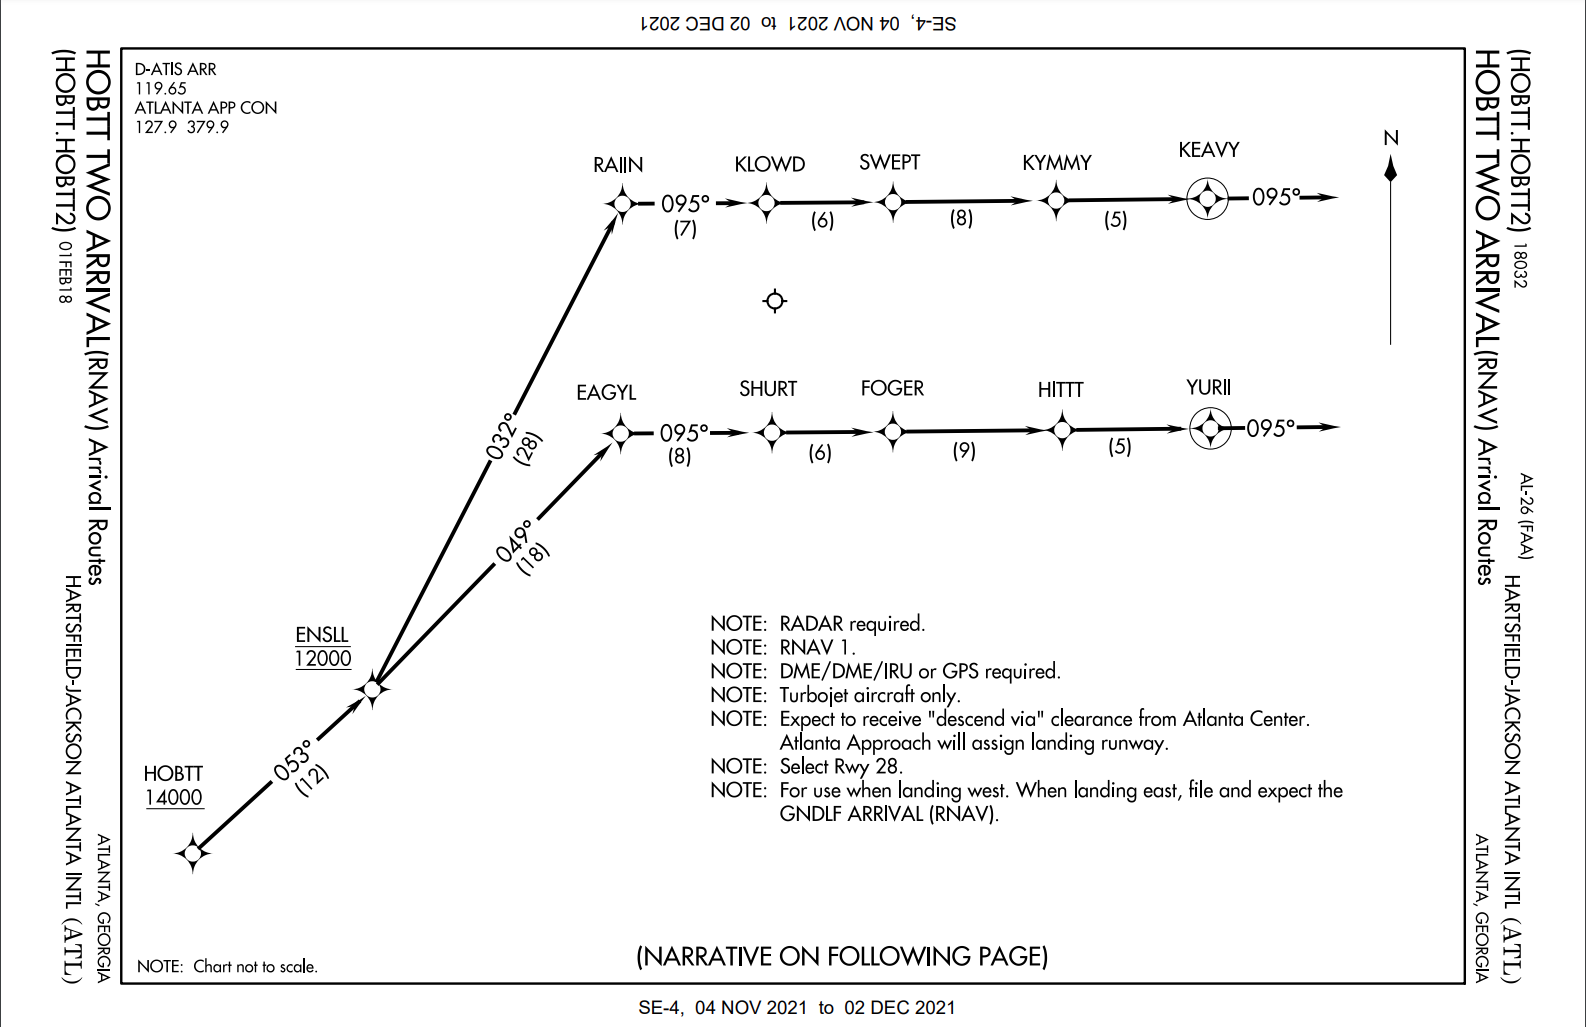 SE-4, 04 NOV 2021 to 02 DEC 2021
(HOBTT.HOBTT2) 01FEB18
HOBTT TWO ARRIVAL(RNAV) Arrival Routes
HARTSFIELD-JACKSON ATLANTA INTL (ATL)
ATLANTA, GEORGIA
D-ATIS ARR
119.65
ATLANTA APP CON
127.9 379.9
N
RAIIN
KLOWD
SWEPT
KYMMY
KEAVY
095°
(7)
(6)
(8)
(5)
095°
EAGYL
SHURT
FOGER
HITTT
YURII
095°
(8)
(6)
(9)
(5)
095°
032°
(28)
049°
(18)
ENSLL
12000
053°
(12)
HOBTT
14000
NOTE: RADAR required.
NOTE: RNAV 1.
NOTE: DME/DME/IRU or GPS required.
NOTE: Turbojet aircraft only.
NOTE: Expect to receive "descend via" clearance from Atlanta Center.
Atlanta Approach will assign landing runway.
NOTE: Select Rwy 28.
NOTE: For use when landing west. When landing east, file and expect the
GNDLF ARRIVAL (RNAV).
NOTE: Chart not to scale.
(NARRATIVE ON FOLLOWING PAGE)
(HOBTT.HOBTT2) 18032
HOBTT TWO ARRIVAL(RNAV) Arrival Routes
AL-26 (FAA)
HARTSFIELD-JACKSON ATLANTA INTL (ATL)
ATLANTA, GEORGIA
SE-4, 04 NOV 2021 to 02 DEC 2021